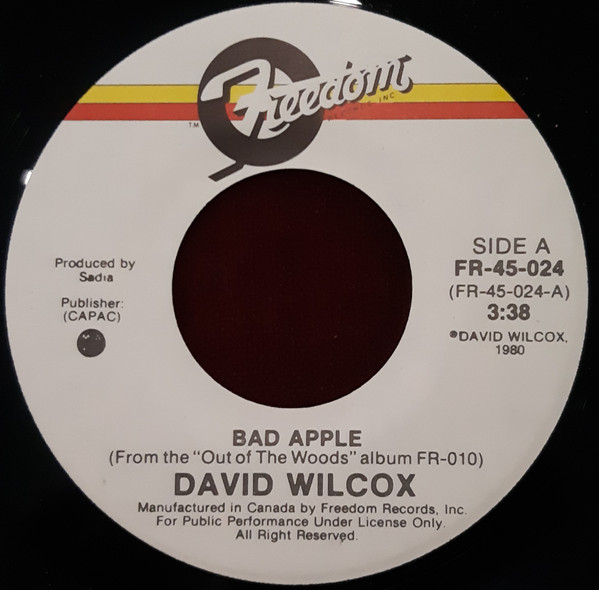 Freedom
INC
TM
Produced by
Sadia
Publisher:
(CAPAC)
SIDE A
FR-45-024
(FR-45-024-A)
3:38
℗DAVID WILCOX,
1980
BAD APPLE
(From the "Out of The Woods" album FR-010)
DAVID WILCOX
Manufactured in Canada by Freedom Records, Inc.
For Public Performance Under License Only.
All Right Reserved.